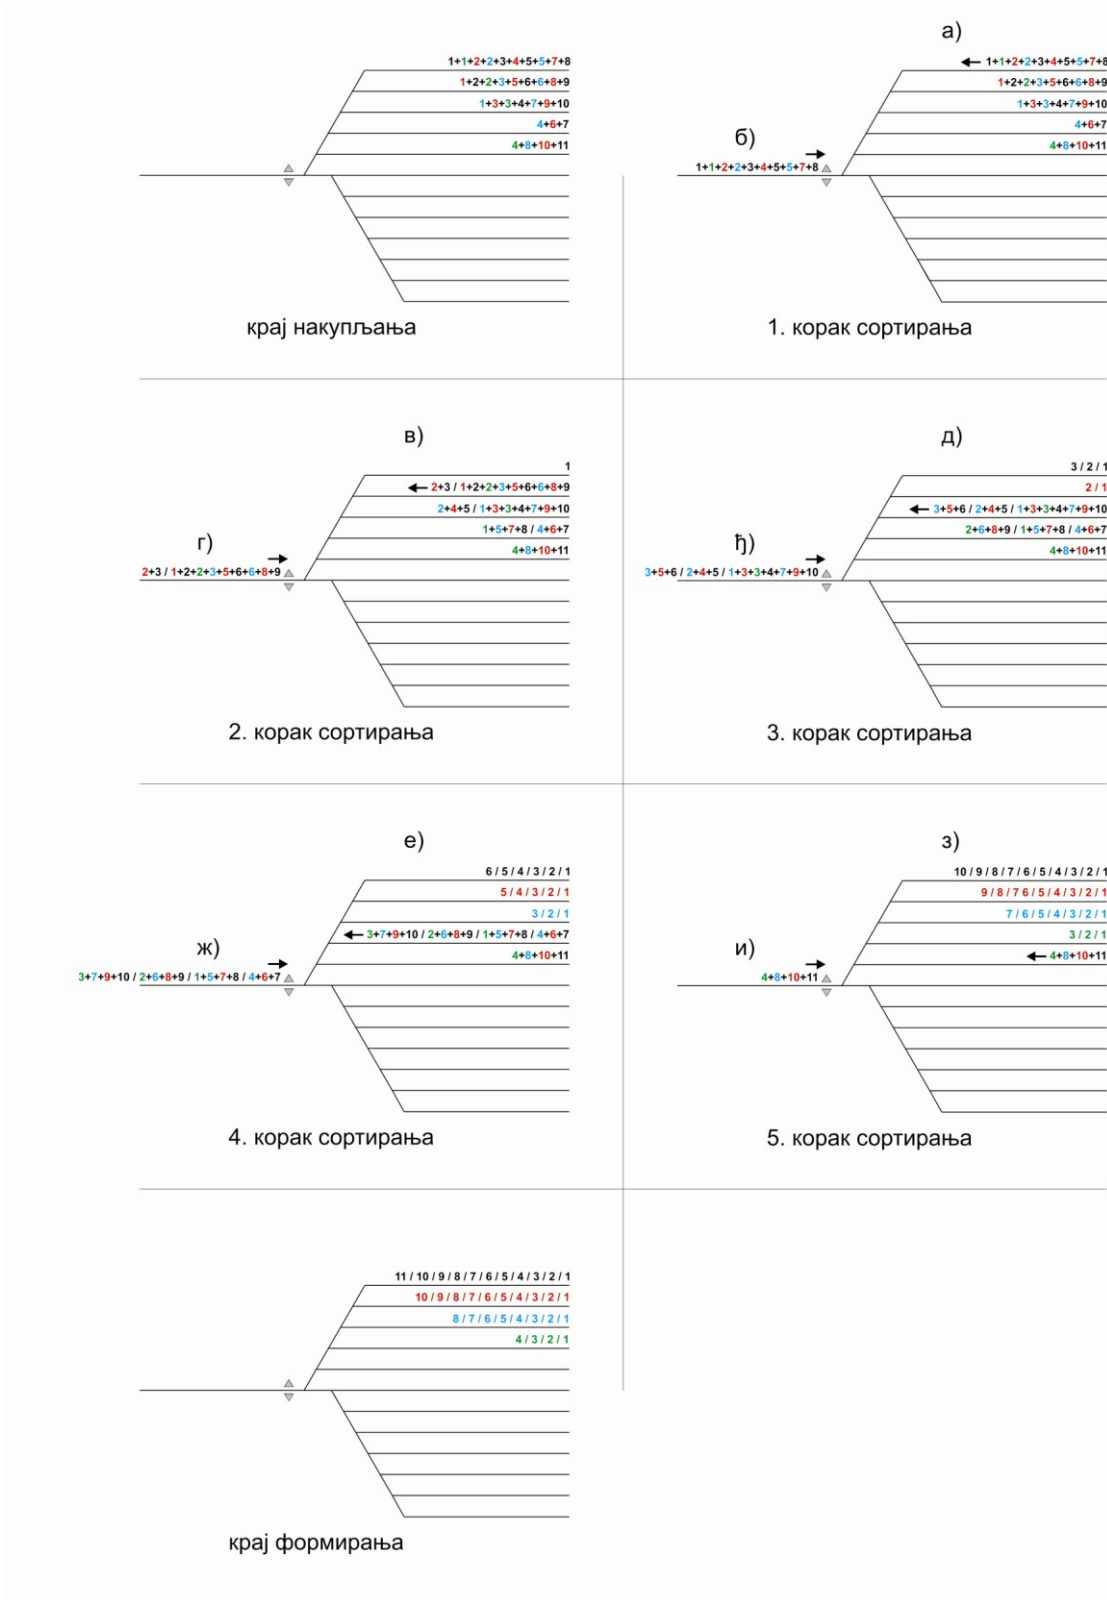 1+1+2+2+3+4+5+5+7+8
1+2+2+3+5+6+6+8+9
1+3+3+4+7+9+10
4+6+7
4+8+10+11
крај накупљања
а)
1+1+2+2+3+4+5+5+7+8
1+2+2+3+5+6+6+8+9
1+3+3+4+7+9+10
4+6+7
4+8+10+11
б)
1+1+2+2+3+4+5+5+7+8
1. корак сортирања
в)
1
2+3 / 1+2+2+3+5+6+6+8+9
2+4+5 / 1+3+3+4+7+9+10
1+5+7+8 / 4+6+7
4+8+10+11
г)
2+3 / 1+2+2+3+5+6+6+8+9
2. корак сортирања
д)
3 / 2 / 1
2 / 1
3+5+6 / 2+4+5 / 1+3+3+4+7+9+10
2+6+8+9 / 1+5+7+8 / 4+6+7
4+8+10+11
ђ)
3+5+6 / 2+4+5 / 1+3+3+4+7+9+10
3. корак сортирања
е)
6 / 5 / 4 / 3 / 2 / 1
5 / 4 / 3 / 2 / 1
3 / 2 / 1
3+7+9+10 / 2+6+8+9 / 1+5+7+8 / 4+6+7
4+8+10+11
ж)
3+7+9+10 / 2+6+8+9 / 1+5+7+8 / 4+6+7
4. корак сортирања
з)
10 / 9 / 8 / 7 / 6 / 5 / 4 / 3 / 2 / 1
9 / 8 / 7 6 / 5 / 4 / 3 / 2 / 1
7 / 6 / 5 / 4 / 3 / 2 / 1
3 / 2 / 1
4+8+10+11
и)
4+8+10+11
5. корак сортирања
11 / 10 / 9 / 8 / 7 / 6 / 5 / 4 / 3 / 2 / 1
10 / 9 / 8 / 7 / 6 / 5 / 4 / 3 / 2 / 1
8 / 7 / 6 / 5 / 4 / 3 / 2 / 1
4 / 3 / 2 / 1
крај формирања